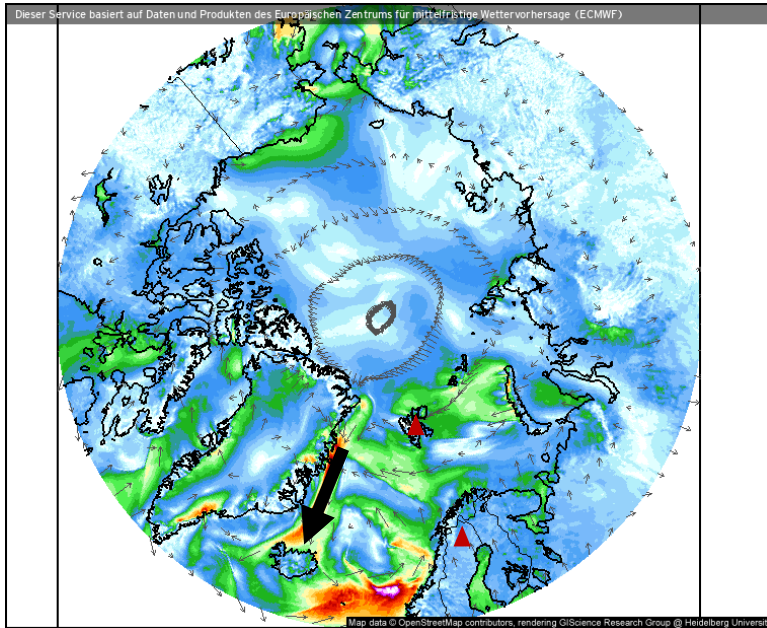 Dieser Service basiert auf Daten und Produkten des Europäischen Zentrums für mittelfristige Wettervorhersage (ECMWF)
Map data © OpenStreetMap contributors, rendering GIScience Research Group @ Heidelberg Universit